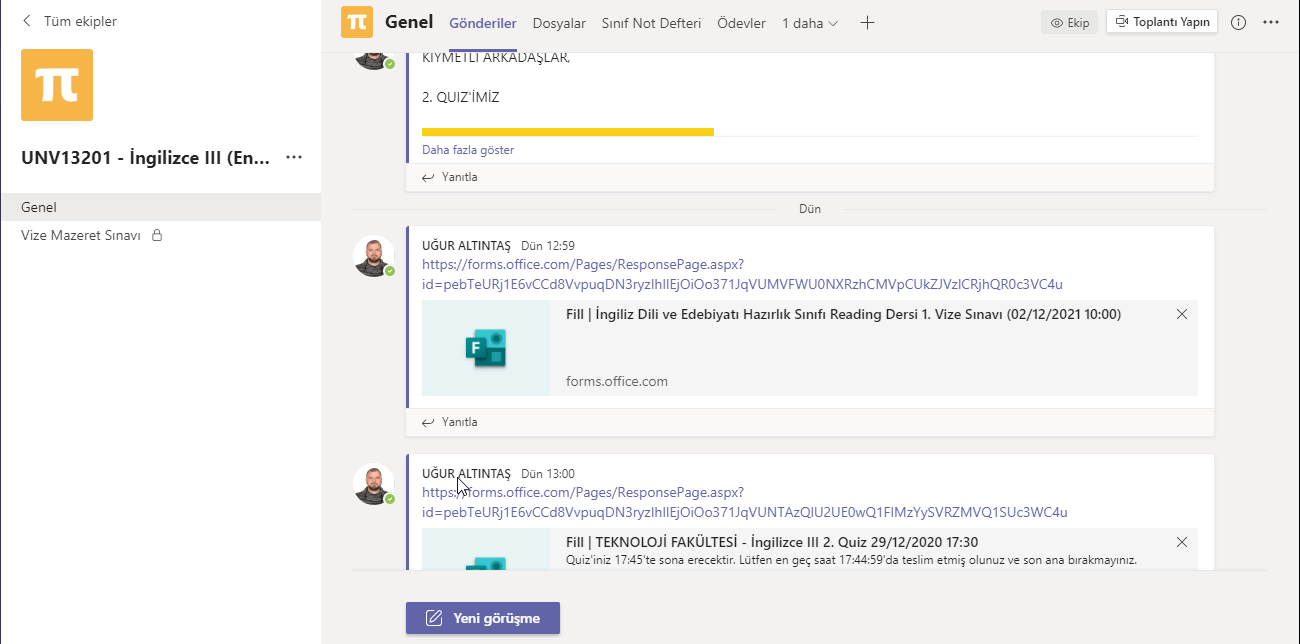 Tüm ekipler
π
UNV13201 - İngilizce III (En...
Genel
Vize Mazeret Sınavı
π Genel Gönderiler Dosyalar Sınıf Not Defteri Ödevler 1 daha Ekip Toplantı Yapın
KIYMETLİ ARKADAŞLAR,
2. QUIZ'İMİZ
Daha fazla göster
Yanıtla
Dün
UĞUR ALTINTAŞ Dün 12:59
https://forms.office.com/Pages/ResponsePage.aspx?
id=pebTeURj1E6vCCd8VvpuqDN3ryzIhIlEjOiOo371JqVUMVFWU0NXRzhCMVpCUkZJVzlCRjhQR0c3VC4u
Fill | İngiliz Dili ve Edebiyatı Hazırlık Sınıfı Reading Dersi 1. Vize Sınavı (02/12/2021 10:00)
F
forms.office.com
Yanıtla
UĞUR ALTINTAŞ Dün 13:00
https://forms.office.com/Pages/ResponsePage.aspx?
id=pebTeURj1E6vCCd8VvpuqDN3ryzIhIlEjOiOo371JqVUNTAzQlU2UE0wQ1FIMzYySVRZMVQ1SUc3WC4u
Fill | TEKNOLOJİ FAKÜLTESİ - İngilizce III 2. Quiz 29/12/2020 17:30
Quiz'iniz 17:45'te sona erecektir. Lütfen en geç saat 17:44:59'da teslim etmiş olunuz ve son ana bırakmayınız.
Yeni görüşme